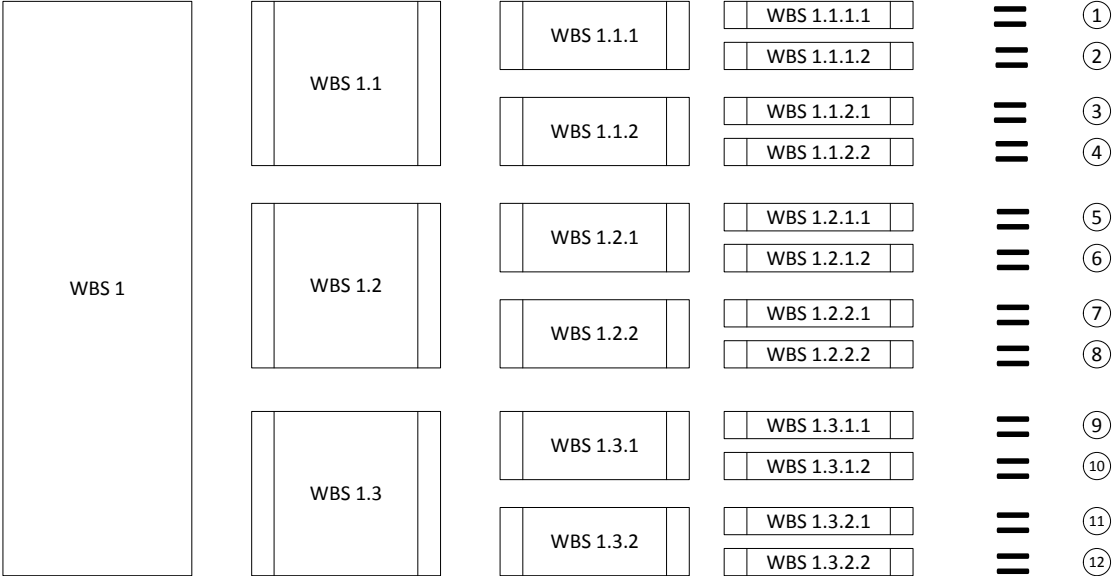 WBS 1
WBS 1.1
WBS 1.2
WBS 1.3
WBS 1.1.1
WBS 1.1.2
WBS 1.2.1
WBS 1.2.2
WBS 1.3.1
WBS 1.3.2
WBS 1.1.1.1
WBS 1.1.1.2
WBS 1.1.2.1
WBS 1.1.2.2
WBS 1.2.1.1
WBS 1.2.1.2
WBS 1.2.2.1
WBS 1.2.2.2
WBS 1.3.1.1
WBS 1.3.1.2
WBS 1.3.2.1
WBS 1.3.2.2
= 1
= 2
= 3
= 4
= 5
= 6
= 7
= 8
= 9
= 10
= 11
= 12